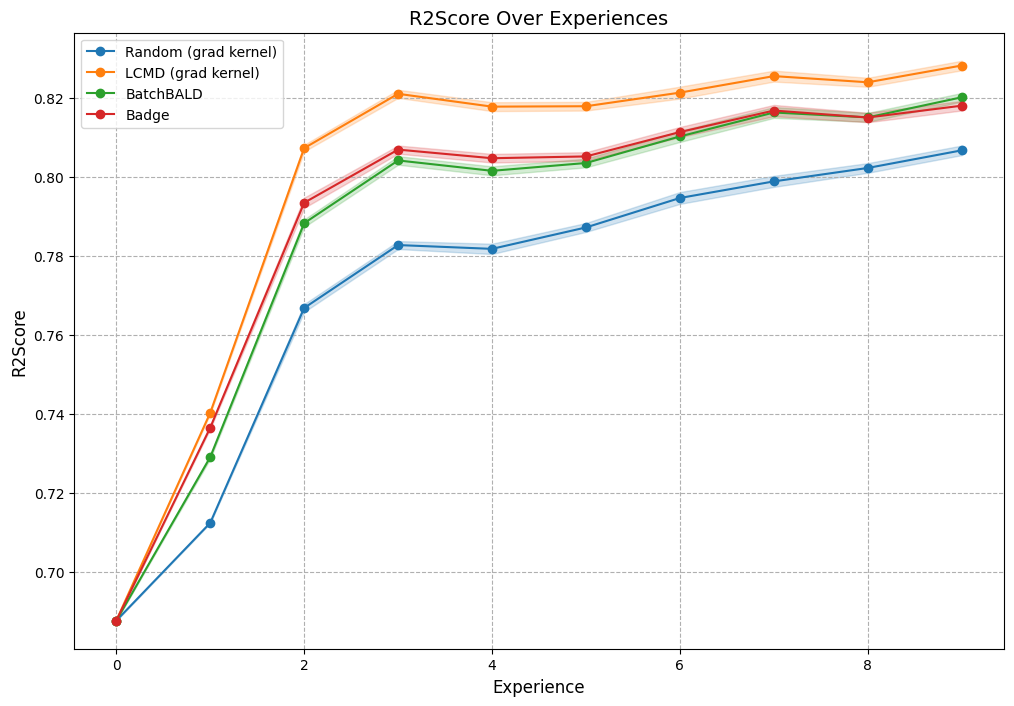 R2Score Over Experiences
Random (grad kernel)
LCMD (grad kernel)
BatchBALD
Badge
R2Score
0.82
0.80
0.78
0.76
0.74
0.72
0.70
0 2 4 6 8
Experience